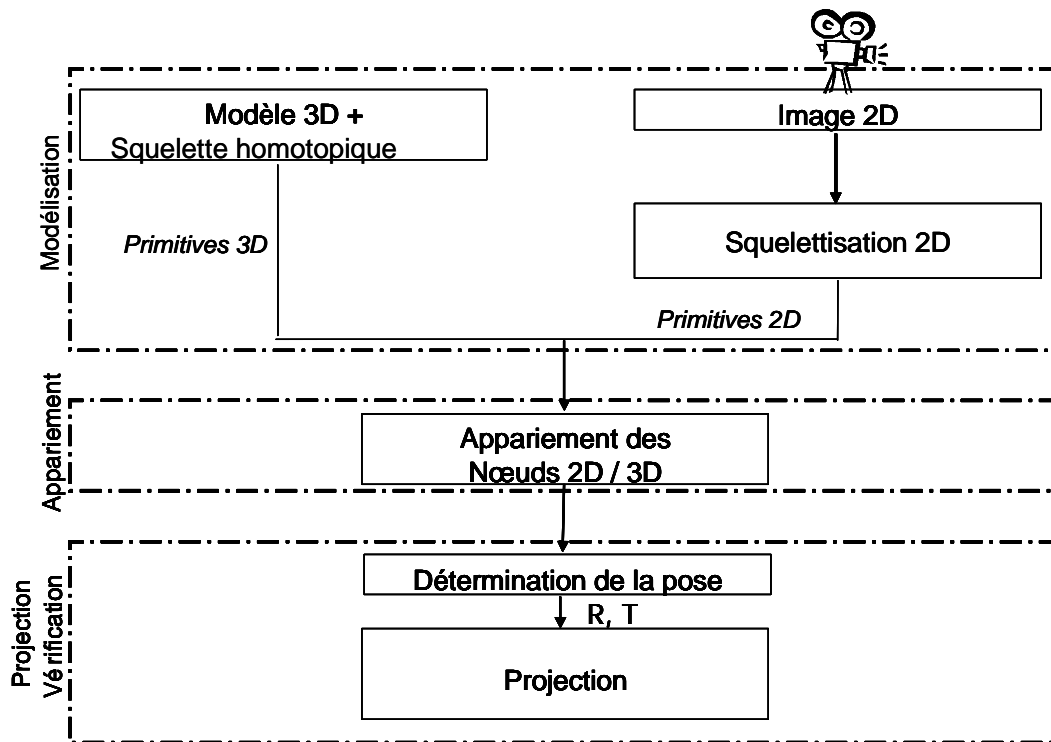 Modélisation
Modèle 3D +
Squelette homotopique
Image 2D
Primitives 3D
Squelettisation 2D
Primitives 2D
Appariement
Appariement des
Nœuds 2D / 3D
Projection
Vérification
Détermination de la pose
R, T
Projection